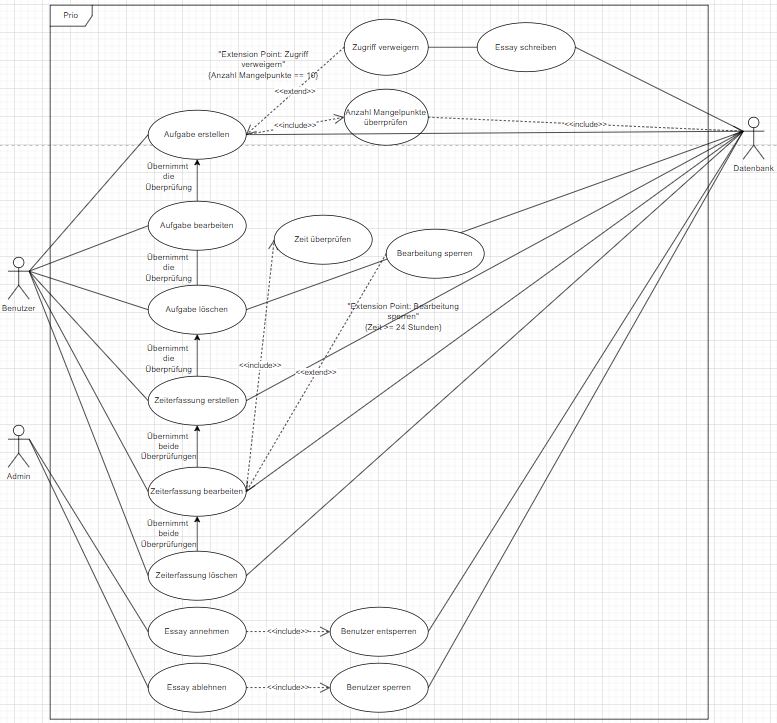 Prio
"Extension Point: Zugriff
verweigern"
{Anzahl Mangelpunkte == 10}
<<extend>>
Zugriff verweigern
Essay schreiben
Aufgabe erstellen
<<include>>
Anzahl Mangelpunkte
überprüfen
<<include>>
Datenbank
Übernimmt
die
Überprüfung
Aufgabe bearbeiten
Zeit überprüfen
Bearbeitung sperren
Übernimmt
die
Überprüfung
Benutzer
Aufgabe löschen
"Extension Point: Bearbeitung
sperren"
{Zeit >= 24 Stunden}
Übernimmt
die
Überprüfung
<<include>>
<<extend>>
Zeiterfassung erstellen
Übernimmt
beide
Überprüfungen
Admin
Zeiterfassung bearbeiten
Übernimmt
beide
Überprüfungen
Zeiterfassung löschen
Essay annehmen
<<include>>
Benutzer entsperren
Essay ablehnen
<<include>>
Benutzer sperren